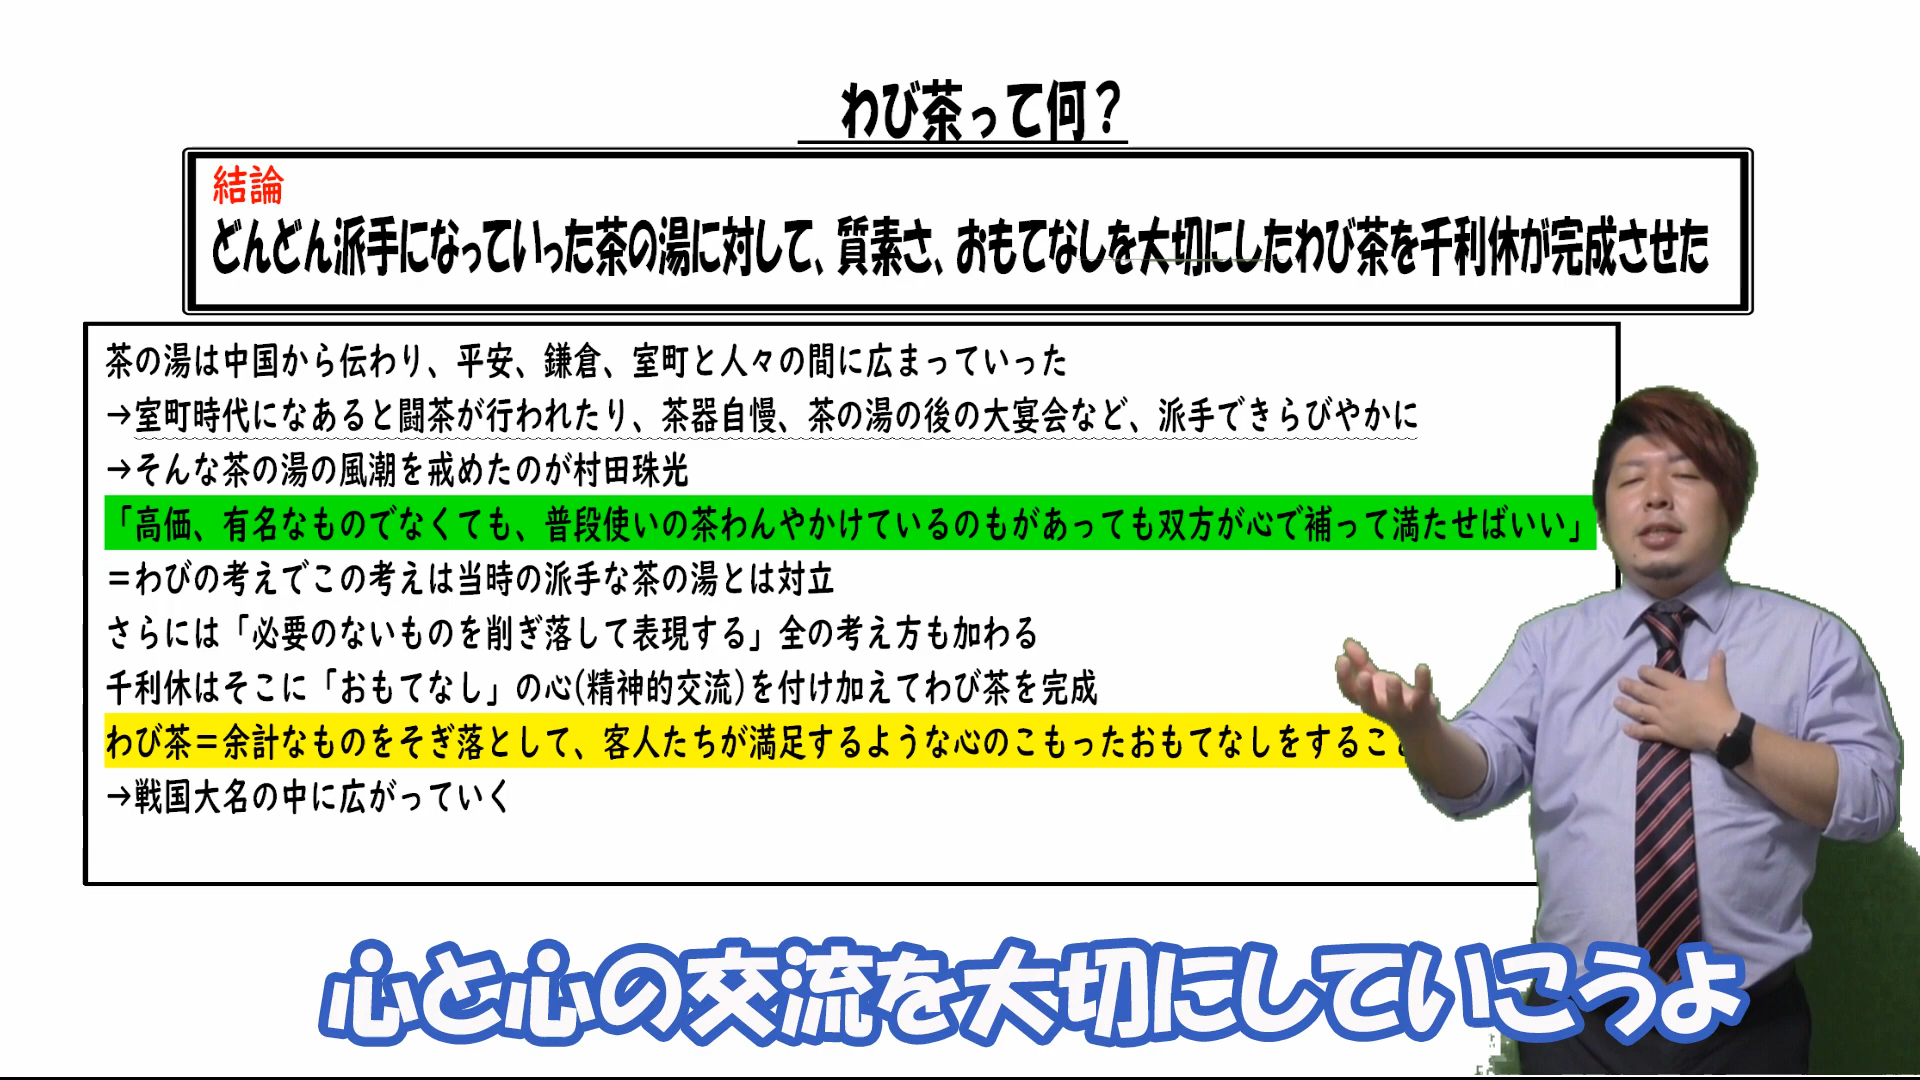 わび茶って何？
結論
どんどん派手になっていった茶の湯に対して、質素さ、おもてなしを大切にしたわび茶を千利休が完成させた
茶の湯は中国から伝わり、平安、鎌倉、室町と人々の間に広まっていった
→室町時代になあると闘茶が行われたり、茶器自慢、茶の湯の後の大宴会など、派手できらびやかに
→そんな茶の湯の風潮を戒めたのが村田珠光
「高価、有名なものでなくても、普段使いの茶わんやかけているのもがあっても双方が心で補って満たせばいい」
＝わびの考えでこの考えは当時の派手な茶の湯とは対立
さらには「必要のないものを削ぎ落して表現する」全の考え方も加わる
千利休はそこに「おもてなし」の心(精神的交流)を付け加えてわび茶を完成
わび茶＝余計なものをそぎ落として、客人たちが満足するような心のこもったおもてなしをするこ
→戦国大名の中に広がっていく
心と心の交流を大切にしていこうよ